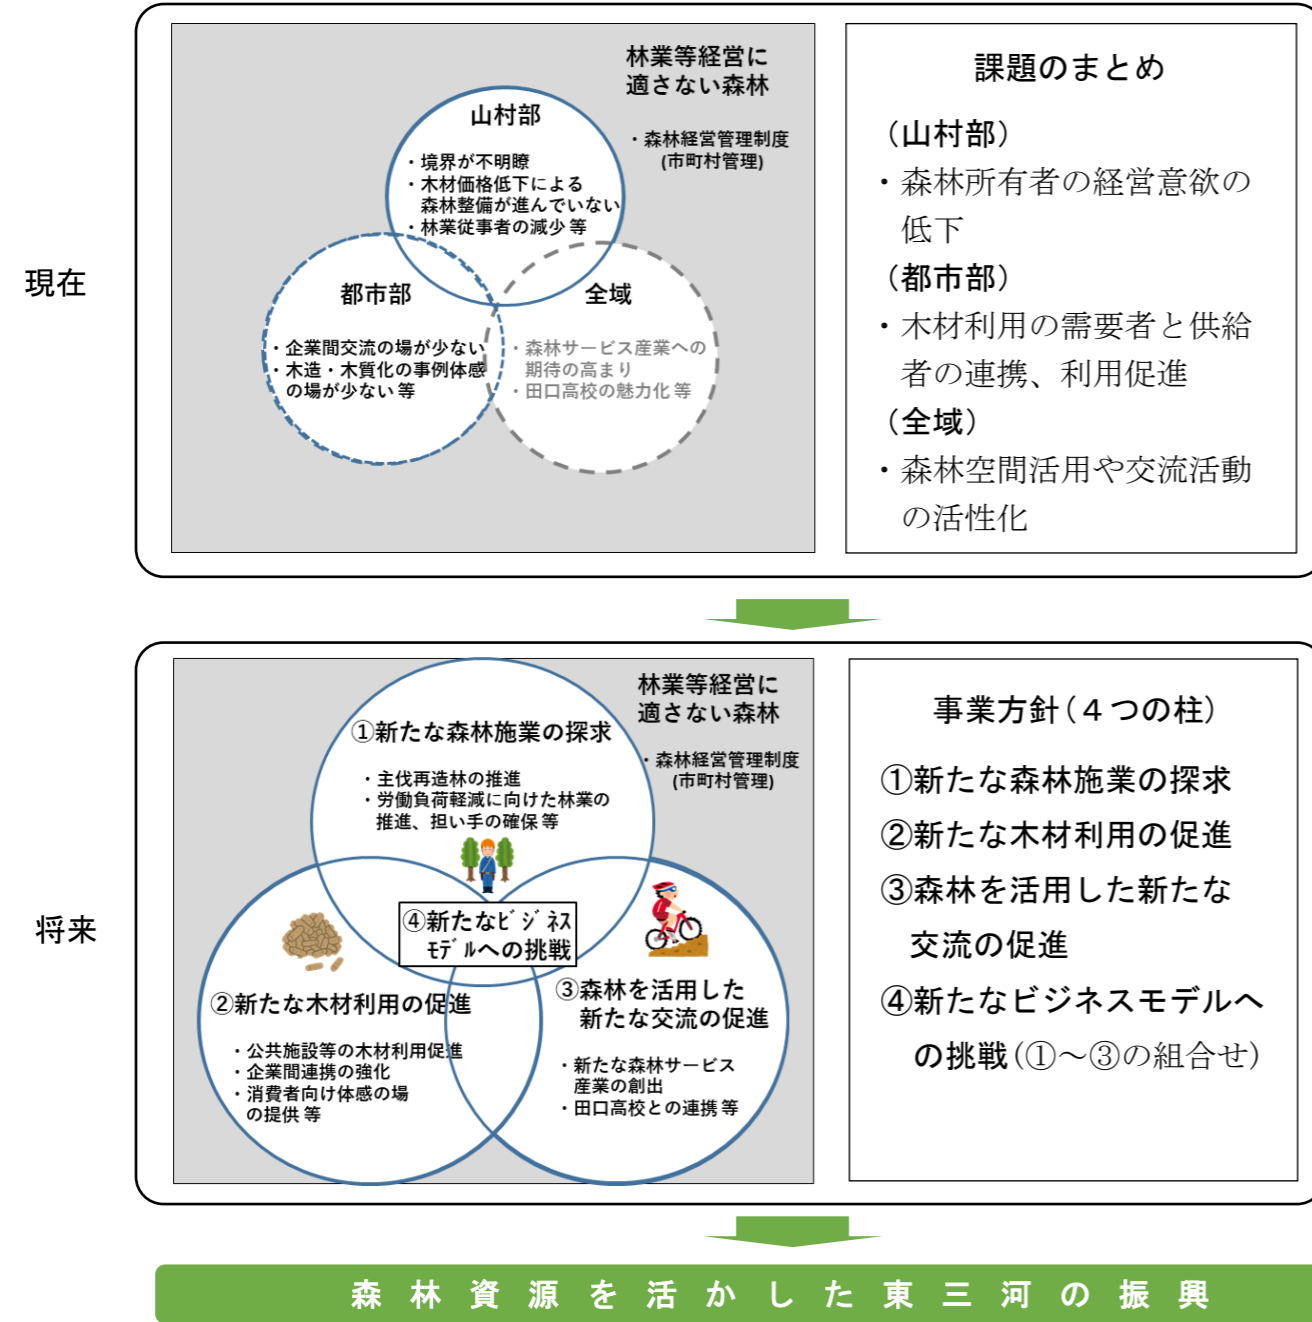 現在
林業等経営に
適さない森林
・森林経営管理制度
(市町村管理)
山村部
・境界が不明瞭
・木材価格低下による
森林整備が進んでいない
・林業従事者の減少 等
都市部
・企業間交流の場が少ない
・木造・木質化の事例体感
の場が少ない 等
全域
・森林サービス産業への
期待の高まり
・田口高校の魅力化 等
課題のまとめ
（山村部）
・森林所有者の経営意欲の
低下
（都市部）
・木材利用の需要者と供給
者の連携、利用促進
（全域）
・森林空間活用や交流活動
の活性化
将来
林業等経営に
適さない森林
・森林経営管理制度
(市町村管理)
①新たな森林施業の探求
・主伐再造林の推進
・労働負荷軽減に向けた林業の
推進、担い手の確保 等
④新たなﾋﾞｼﾞﾈｽ
ﾓﾃﾞﾙへの挑戦
②新たな木材利用の促進
・公共施設等の木材利用促進
・企業間連携の強化
・消費者向け体感の場
の提供 等
③森林を活用した
新たな交流の促進
・新たな森林サービス
産業の創出
・田口高校との連携 等
事業方針（４つの柱）
①新たな森林施業の探求
②新たな木材利用の促進
③森林を活用した新たな
交流の促進
④新たなビジネスモデルへ
の挑戦（①～③の組合せ）
森林資源を活かした東三河の振興